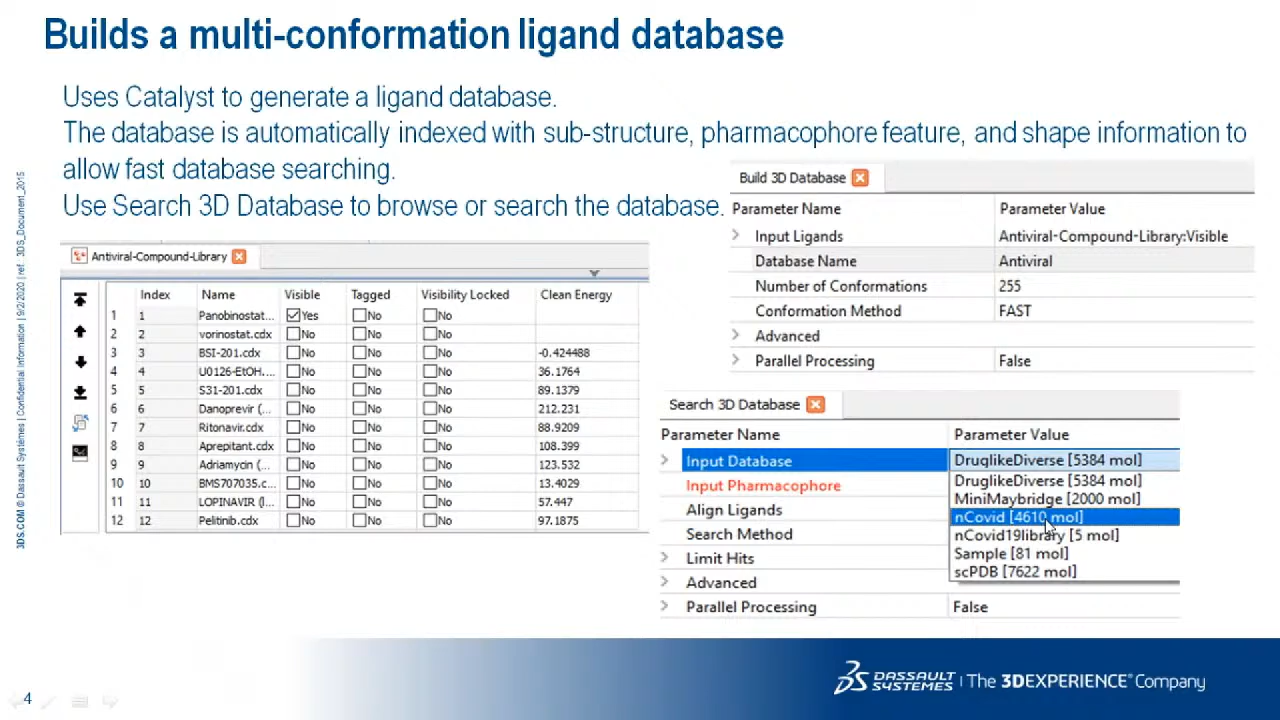 Builds a multi-conformation ligand database
Uses Catalyst to generate a ligand database.
The database is automatically indexed with sub-structure, pharmacophore feature, and shape information to
allow fast database searching.
Use Search 3D Database to browse or search the database.
Build 3D Database
Parameter Name Parameter Value
Input Ligands Antiviral-Compound-Library:Visible
Database Name Antiviral
Number of Conformations 255
Conformation Method FAST
Advanced
Parallel Processing False
Antiviral-Compound-Library
Index Name Visible Tagged Visibility Locked Clean Energy
1 1 Panobinostat... Yes No No
2 2 vorinostat.cdx No No No
3 3 BSI-201.cdx No No No -0.424488
4 4 U0126-EtOH.... No No No 36.1764
5 5 S31-201.cdx No No No 89.1379
6 6 Danoprevir (... No No No 212.231
7 7 Ritonavir.cdx No No No 88.9209
8 8 Aprepitant.cdx No No No 108.399
9 9 Adriamycin (... No No No 123.532
10 10 BMS707035.c... No No No 13.4029
11 11 LOPINAVIR (l... No No No 57.447
12 12 Pelitinib.cdx No No No 97.1875
Search 3D Database
Parameter Name Parameter Value
Input Database DruglikeDiverse [5384 mol]
Input Pharmacophore DruglikeDiverse [5384 mol]
MiniMaybridge [2000 mol]
Align Ligands nCovid [4610 mol]
Search Method nCovid19library [5 mol]
Limit Hits Sample [81 mol]
Advanced scPDB [7622 mol]
Parallel Processing False
3DS.COM © Dassault Systèmes | Confidential Information | 9/2/2020 | ref.: 3DS_Document_2015
4
DASSAULT SYSTEMES | The 3DEXPERIENCE® Company